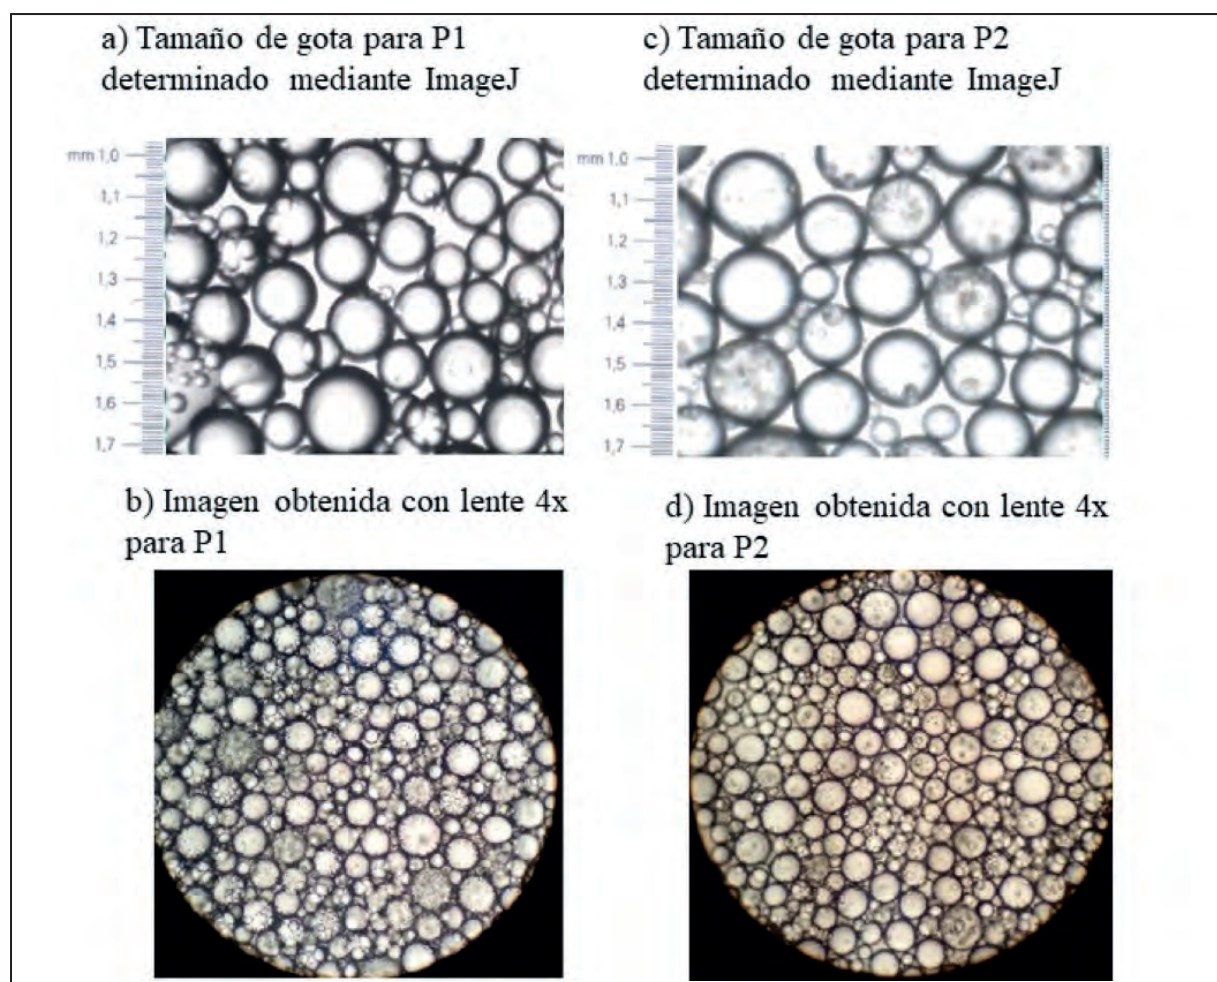 a) Tamaño de gota para P1
determinado mediante ImageJ
c) Tamaño de gota para P2
determinado mediante ImageJ
mm 1,0
1,1
1,2
1,3
1,4
1,5
1,6
1,7
mm 1.0
1,1
1,2
1,3
1,4
1,5
1,6
1,7
b) Imagen obtenida con lente 4x
para P1
d) Imagen obtenida con lente 4x
para P2